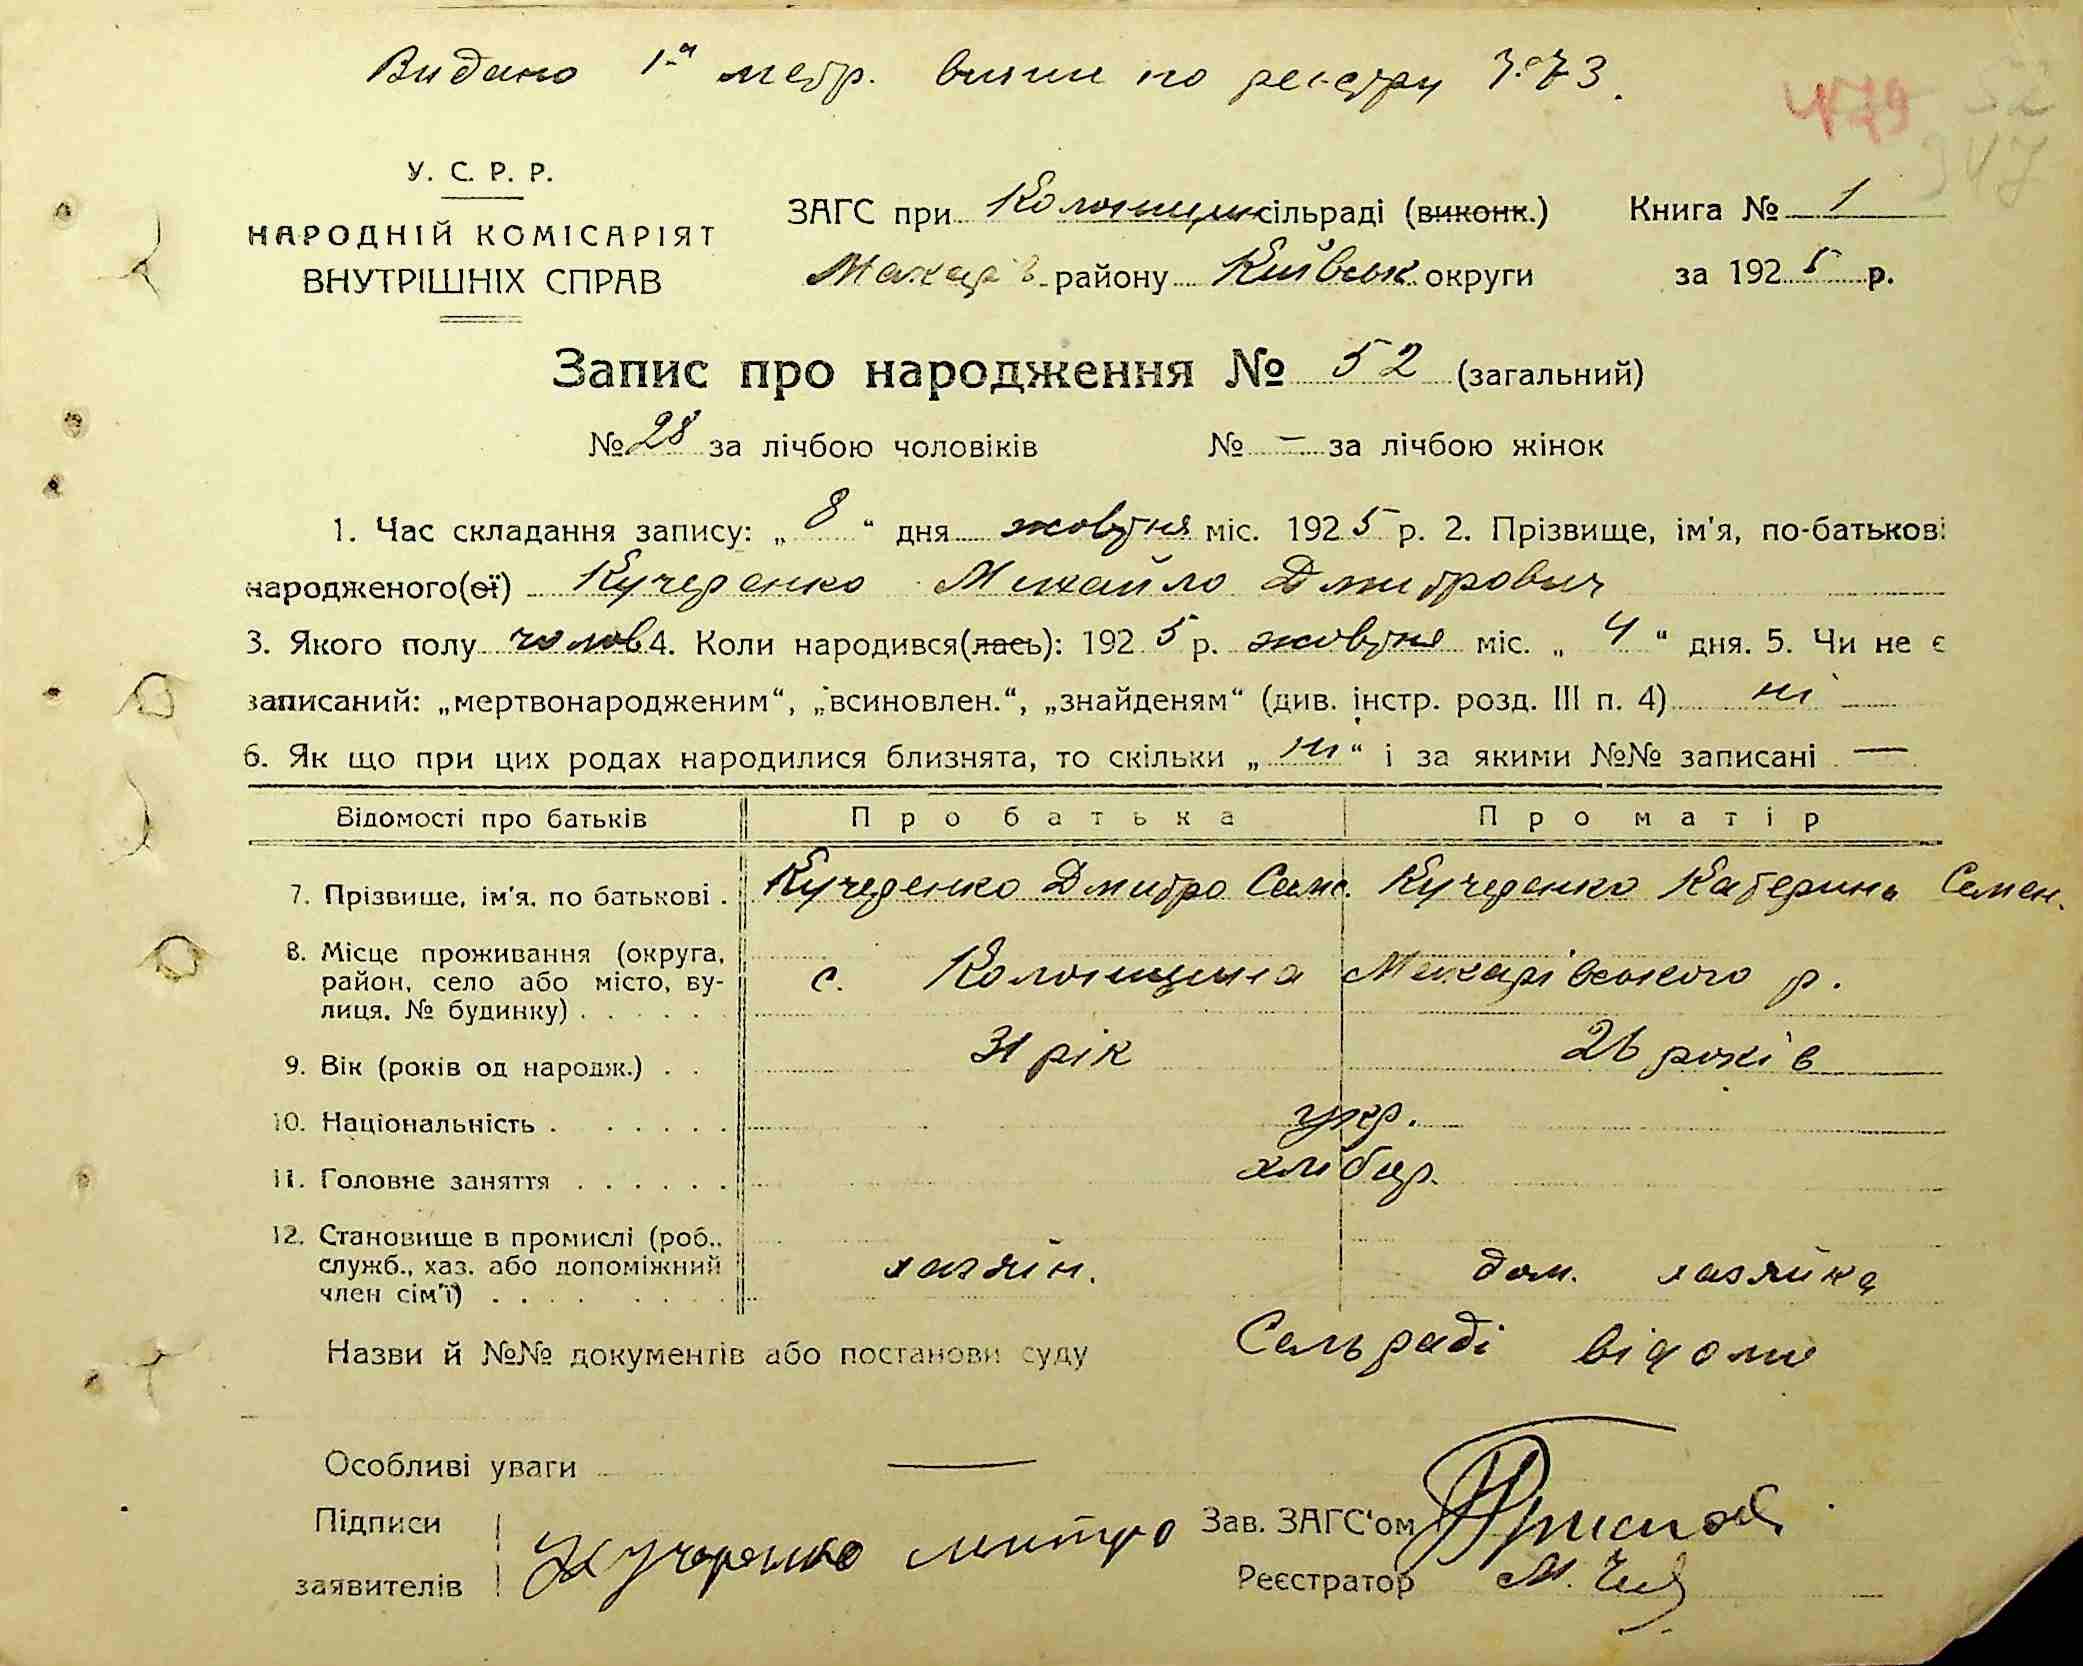 Видано 1-а метр. випис по реєстру
479
52
947
У. С. Р. Р.
НАРОДНІЙ КОМІСАРІЯТ
ВНУТРІШНІХ СПРАВ
ЗАГС при Колонщин сільраді (виконк.) Книга № 1
Макарів району Київськ округи за 1925 р.
Запис про народження № 52 (загальний)
№ 28 за лічбою чоловіків № — за лічбою жінок
1. Час складання запису: „ 8 “ дня жовтня міс. 1925 р. 2. Прізвище, ім'я, по-батькові
народженого(ої) Кучеренко Михайло Дмитрович
3. Якого полу чолов 4. Коли народився(лась): 1925 р. жовтня міс. „ 4 “ дня. 5. Чи не є
записаний: „мертвонародженим“, „всиновлен.“, „знайденям“ (див. інстр. розд. III п. 4) ні
6. Як що при цих родах народилися близнята, то скільки „ ні “ і за якими №№ записані —
Відомості про батьків Про батька Про матір
7. Прізвище, ім'я, по батькові . Кучеренко Дмитро Сам. Кучеренко Катерина Семен.
8. Місце проживання (округа,
район, село або місто, ву-
лиця, № будинку) . . . . . с. Колонщина Макарівського р.
9. Вік (років од народж.) . . 31 рік 26 років
10. Національність . . . . . . укр.
11. Головне заняття . . . . . . хлібор.
12. Становище в промислі (роб.,
служб., хаз. або допоміжний
член сім'ї) . . . . . . . . хазяїн. дом. хазяйка
Назви й №№ документів або постанови суду Сельраді відомо
Особливі уваги —
Підписи Кучеренко митро Зав. ЗАГС'ом
заявителів Реєстратор М.